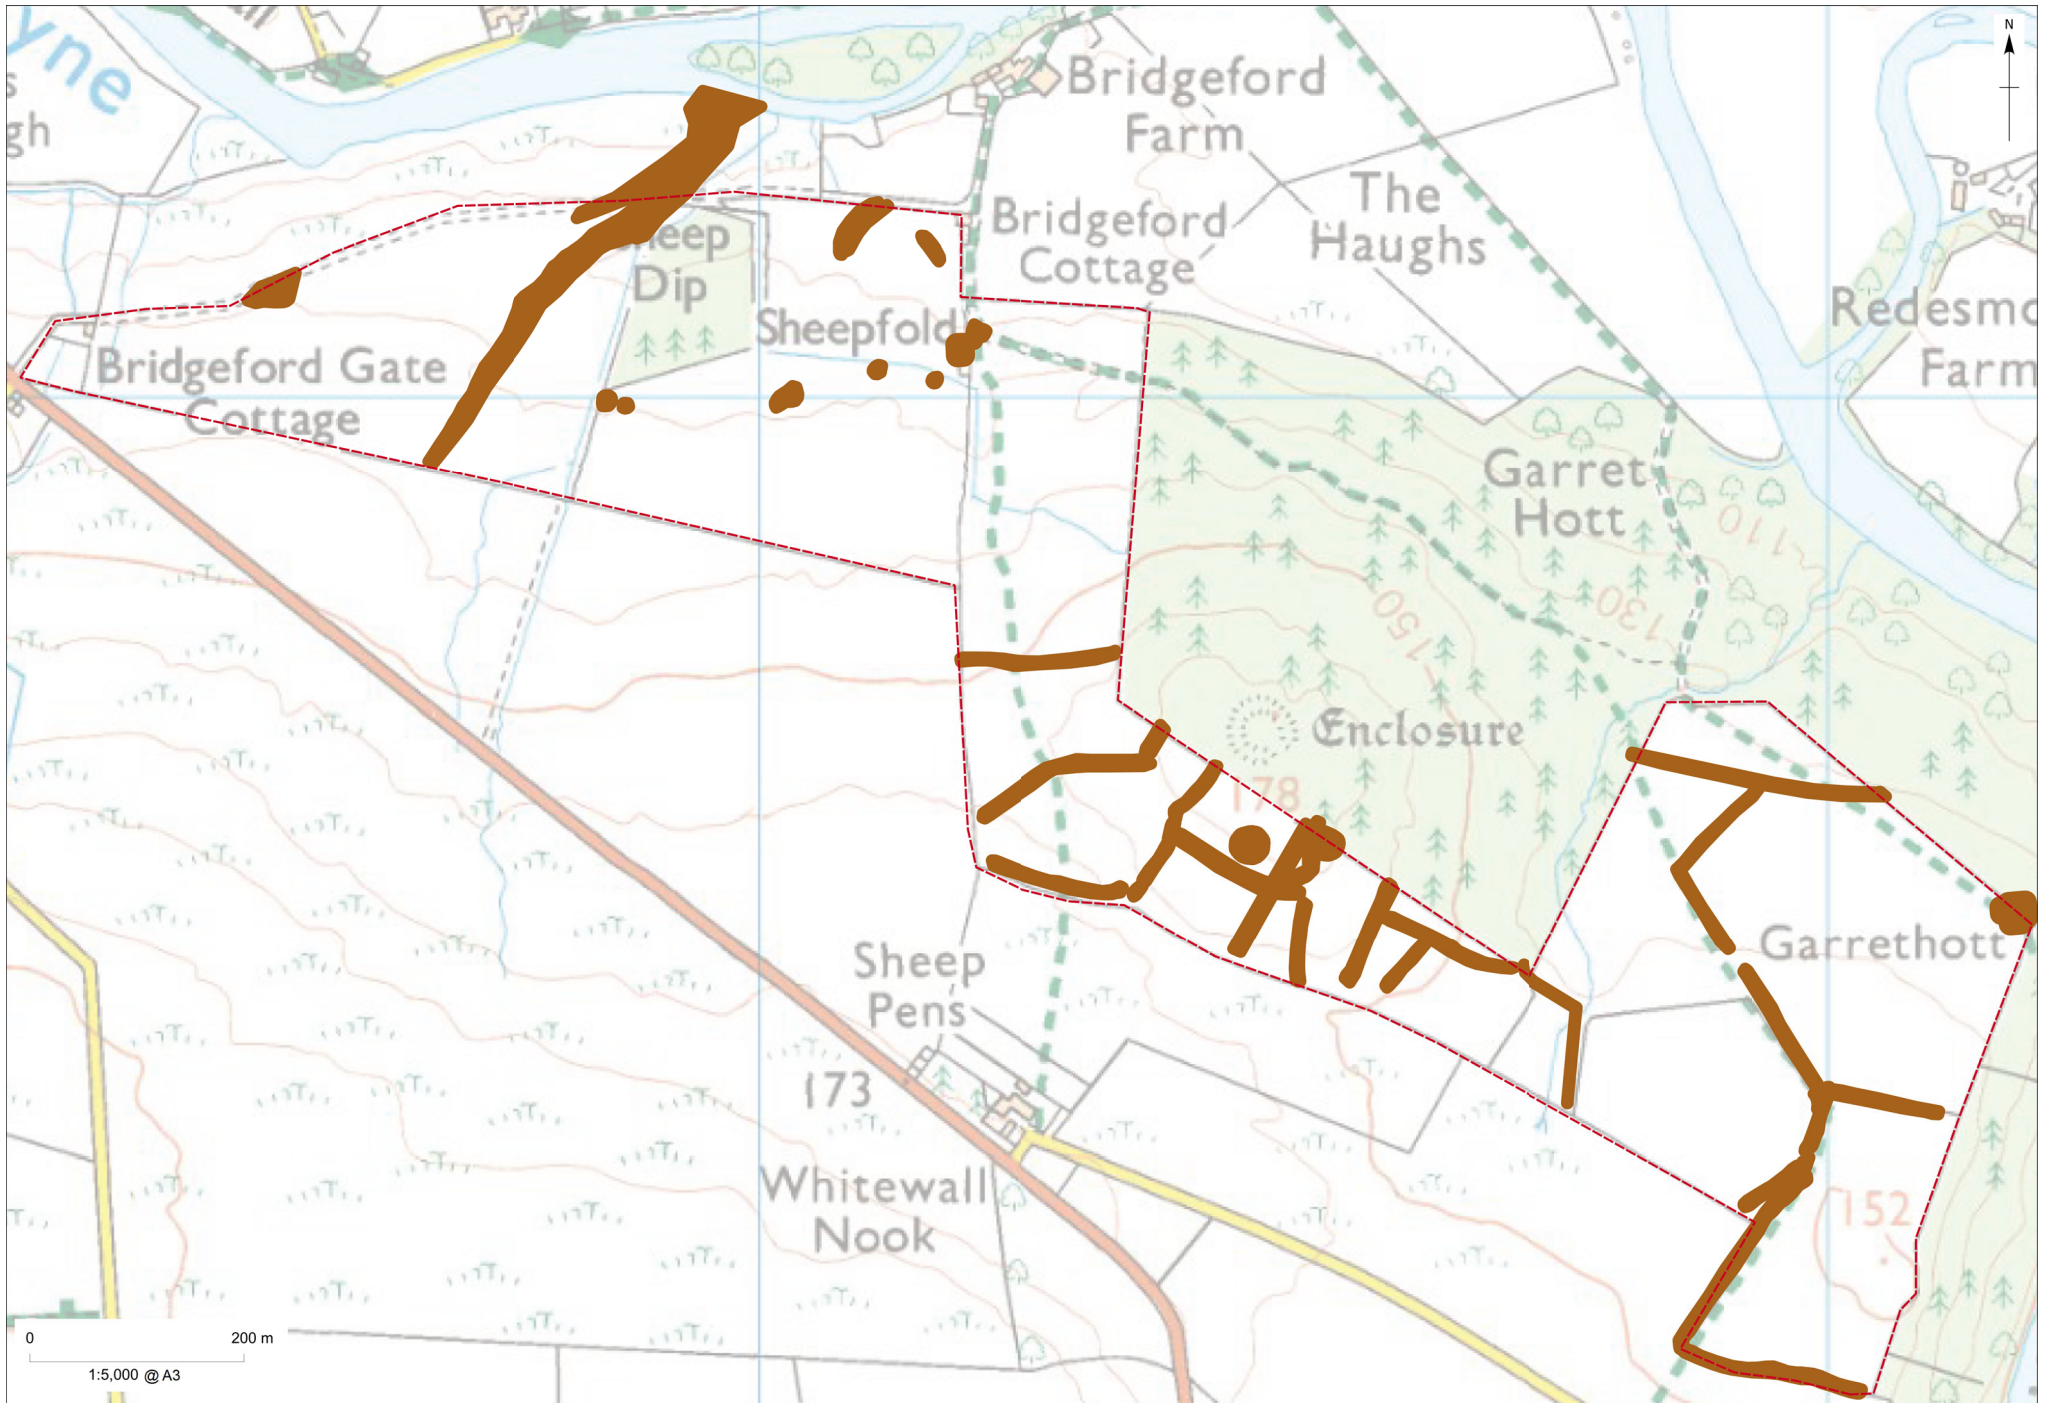 yne
s
gh
Bridgeford
Farm
The
Haughs
Bridgeford
Cottage
N
Redesmo
Farm
eep
Dip
Sheepfold
Bridgeford Gate
Cottage
Garret
Hott
110
130
150
Enclosure
178
Garrethott
Sheep
Pens
173
Whitewall
Nook
152
0 200 m
1:5,000 @ A3